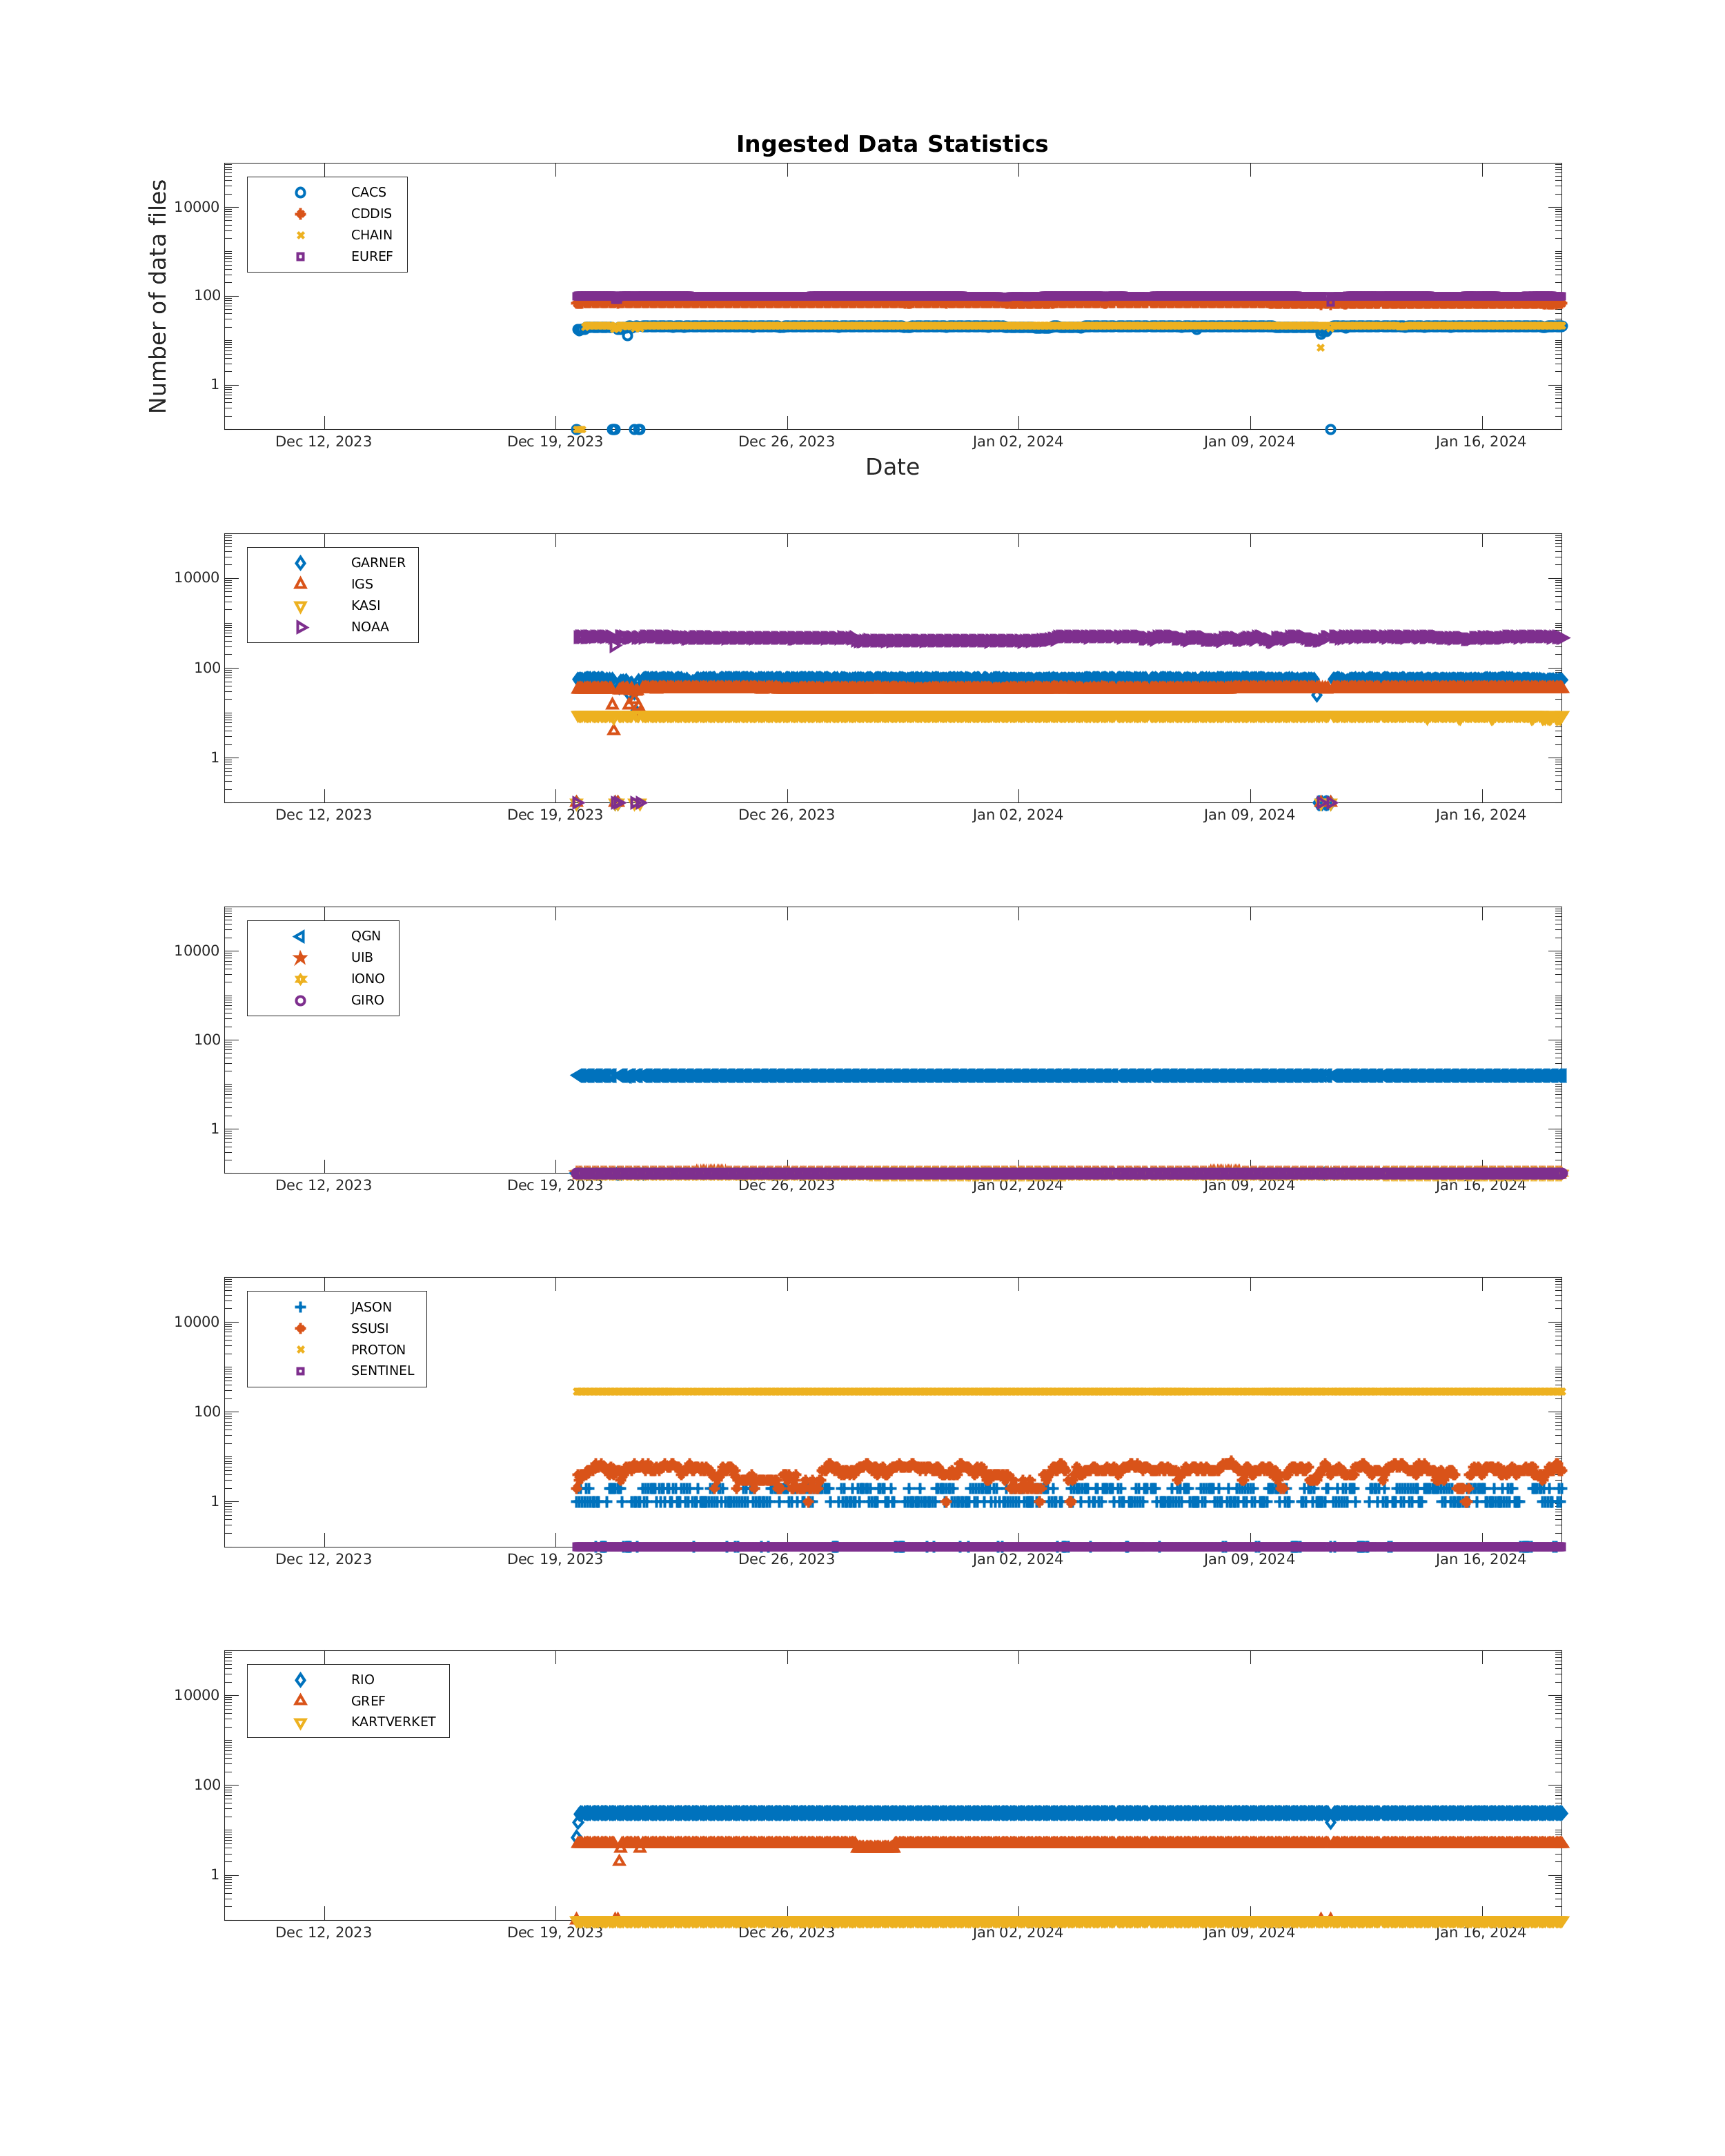 Ingested Data Statistics
Number of data files
10000
100
1
CACS
CDDIS
CHAIN
EUREF
Dec 12, 2023 Dec 19, 2023 Dec 26, 2023 Jan 02, 2024 Jan 09, 2024 Jan 16, 2024
Date
10000
100
1
GARNER
IGS
KASI
NOAA
Dec 12, 2023 Dec 19, 2023 Dec 26, 2023 Jan 02, 2024 Jan 09, 2024 Jan 16, 2024
10000
100
1
QGN
UIB
IONO
GIRO
Dec 12, 2023 Dec 19, 2023 Dec 26, 2023 Jan 02, 2024 Jan 09, 2024 Jan 16, 2024
10000
100
1
JASON
SSUSI
PROTON
SENTINEL
Dec 12, 2023 Dec 19, 2023 Dec 26, 2023 Jan 02, 2024 Jan 09, 2024 Jan 16, 2024
10000
100
1
RIO
GREF
KARTVERKET
Dec 12, 2023 Dec 19, 2023 Dec 26, 2023 Jan 02, 2024 Jan 09, 2024 Jan 16, 2024